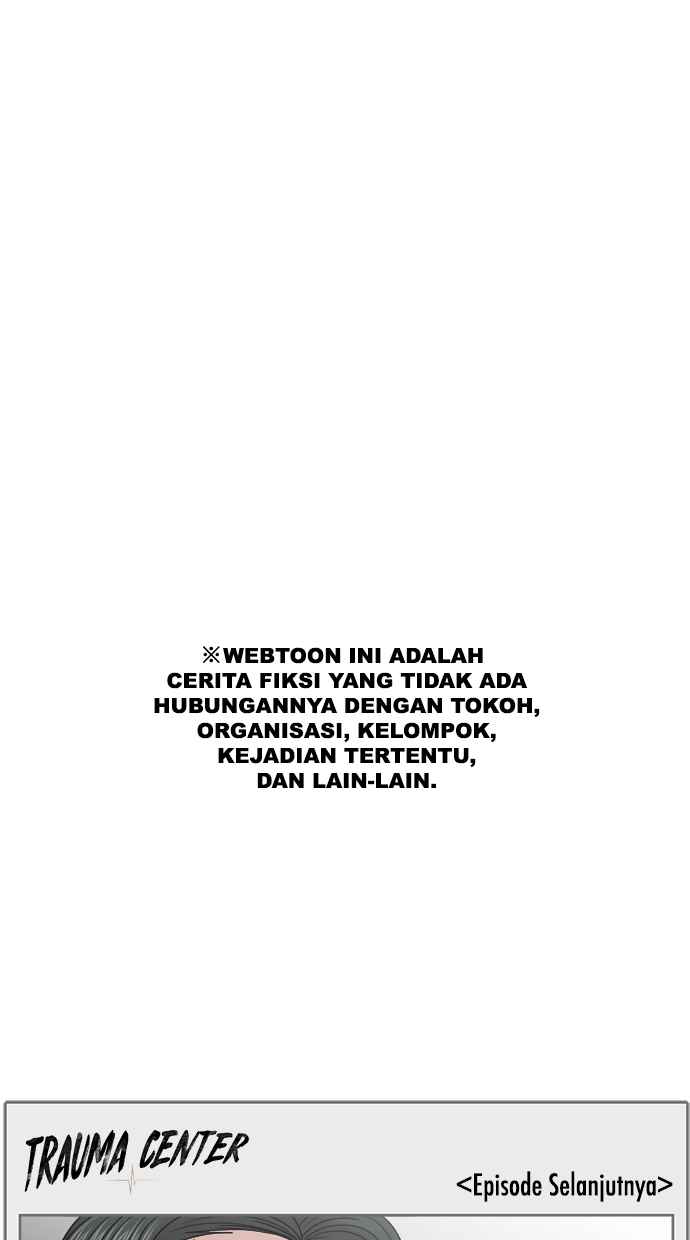 ※WEBTOON INI ADALAH
CERITA FIKSI YANG TIDAK ADA
HUBUNGANNYA DENGAN TOKOH,
ORGANISASI, KELOMPOK,
KEJADIAN TERTENTU,
DAN LAIN-LAIN.
TRAUMA CENTER
<Episode Selanjutnya>